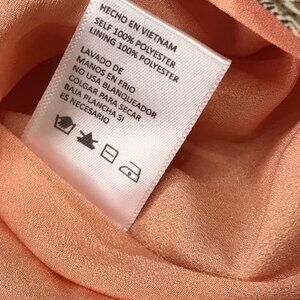 HECHO EN VIETNAM
SELF 100% POLYESTER
LINING 100% POLYESTER
LAVADO DE
MANOS EN FRIO
NO USA BLANQUEADOR
COLGAR PARA SECAR
BAJA PLANCHA SI
ES NECESARIO